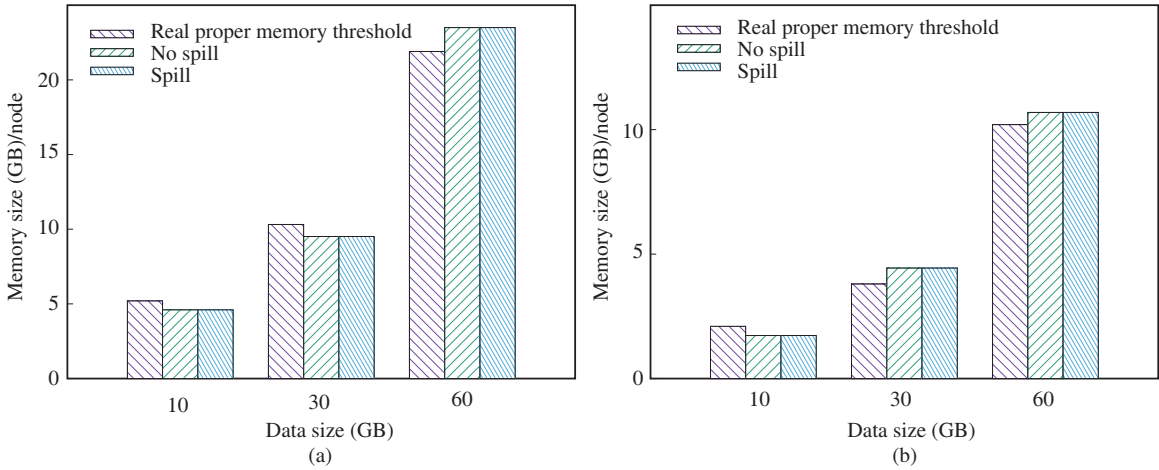 Real proper memory threshold
No spill
Spill
20
15
10
5
0
Memory size (GB)/node
10
30
60
Data size (GB)
(a)
Real proper memory threshold
No spill
Spill
10
5
0
Memory size (GB)/node
10
30
60
Data size (GB)
(b)